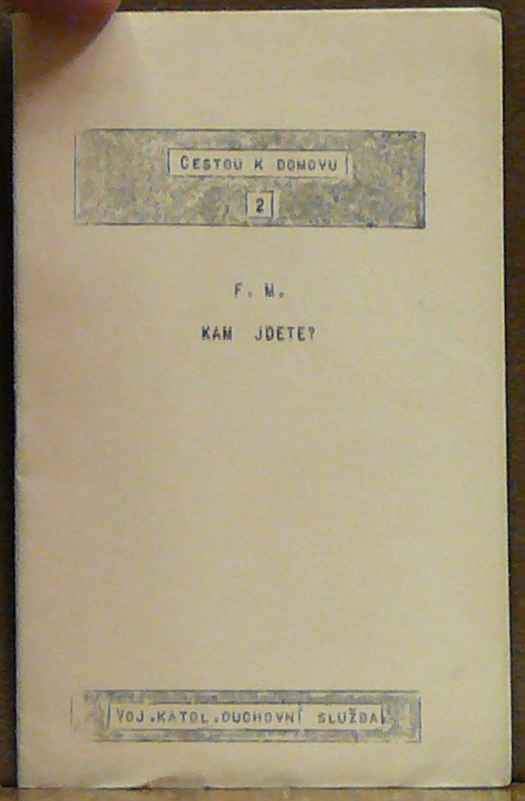 CESTOU K DOMOVU
2
F. M.
KAM JDETE?
VOJ.KATOL.DUCHOVNÍ SLUŽBA.